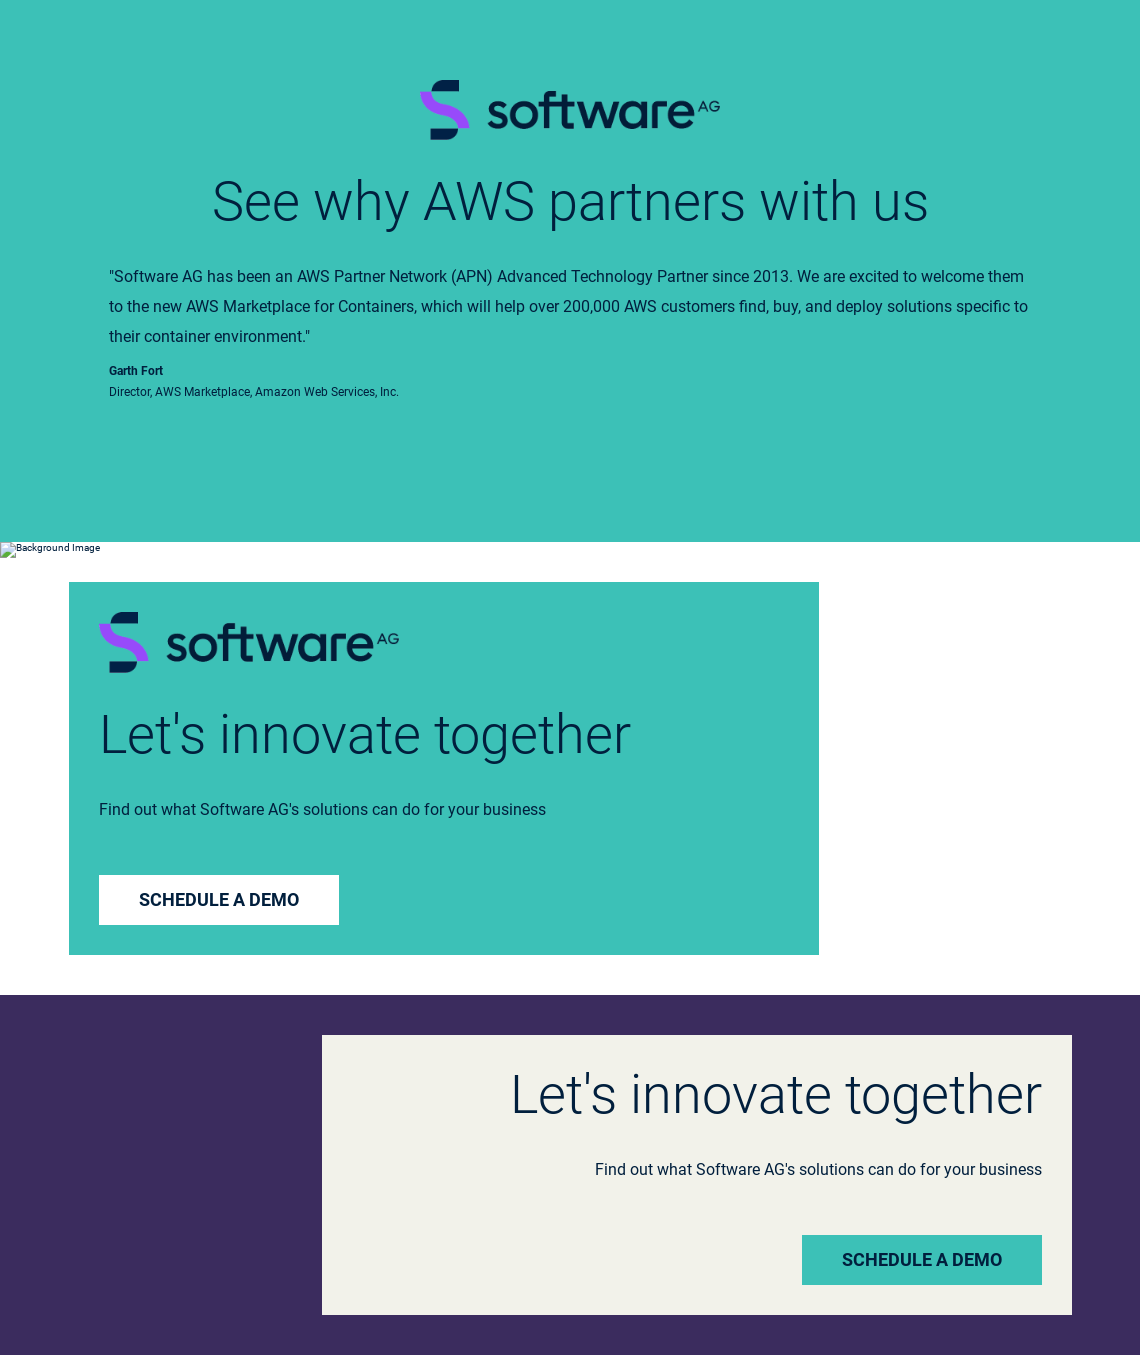 software AG
See why AWS partners with us
"Software AG has been an AWS Partner Network (APN) Advanced Technology Partner since 2013. We are excited to welcome them
to the new AWS Marketplace for Containers, which will help over 200,000 AWS customers find, buy, and deploy solutions specific to
their container environment."
Garth Fort
Director, AWS Marketplace, Amazon Web Services, Inc.
Background Image
software AG
Let's innovate together
Find out what Software AG's solutions can do for your business
SCHEDULE A DEMO
Let's innovate together
Find out what Software AG's solutions can do for your business
SCHEDULE A DEMO